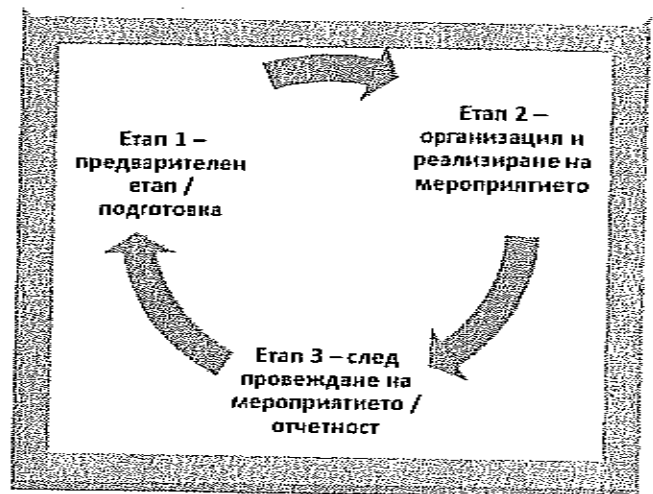 Етап 1 –
предварителен
етап /
подготовка
Етап 2 –
организация и
реализиране на
мероприятието
Етап 3 – след
провеждане на
мероприятието /
отчетност